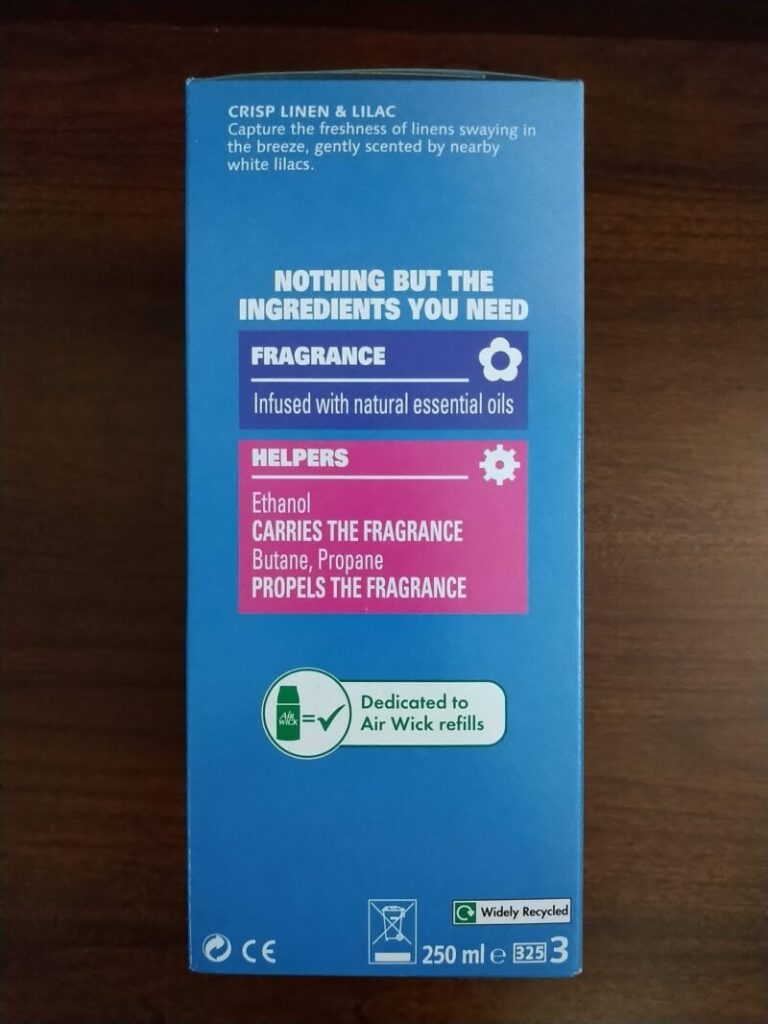 CRISP LINEN & LILAC
Capture the freshness of linens swaying in
the breeze, gently scented by nearby
white lilacs.
NOTHING BUT THE
INGREDIENTS YOU NEED
FRAGRANCE
Infused with natural essential oils
HELPERS
Ethanol
CARRIES THE FRAGRANCE
Butane, Propane
PROPELS THE FRAGRANCE
AIR
WICK
=
Dedicated to
Air Wick refills
Widely Recycled
CE
250 ml e 325 3